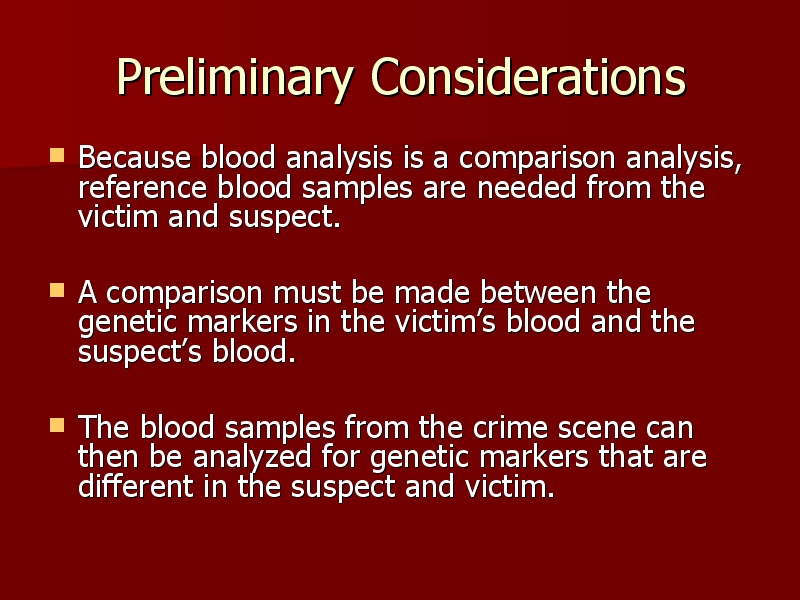 Preliminary Considerations
Because blood analysis is a comparison analysis,
reference blood samples are needed from the
victim and suspect.
A comparison must be made between the
genetic markers in the victim’s blood and the
suspect’s blood.
The blood samples from the crime scene can
then be analyzed for genetic markers that are
different in the suspect and victim.